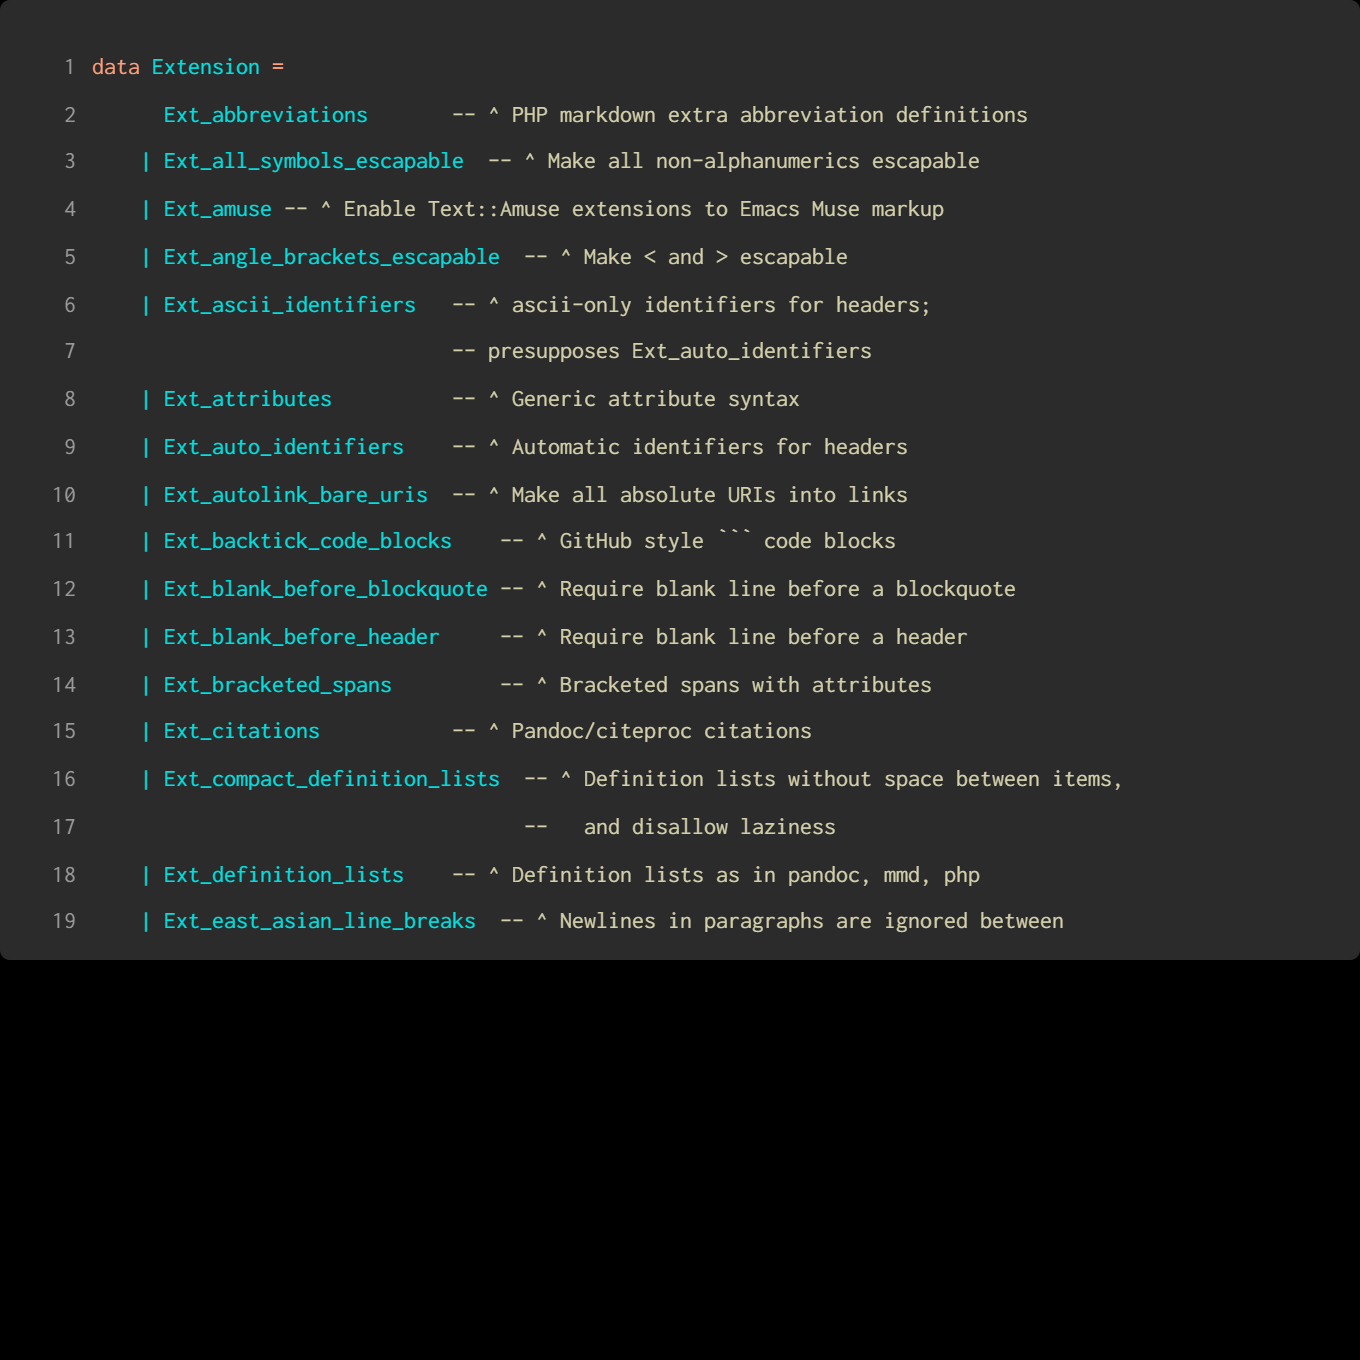 1 data Extension =
2       Ext_abbreviations       -- ^ PHP markdown extra abbreviation definitions
3     | Ext_all_symbols_escapable  -- ^ Make all non-alphanumerics escapable
4     | Ext_amuse -- ^ Enable Text::Amuse extensions to Emacs Muse markup
5     | Ext_angle_brackets_escapable  -- ^ Make < and > escapable
6     | Ext_ascii_identifiers   -- ^ ascii-only identifiers for headers;
7                               -- presupposes Ext_auto_identifiers
8     | Ext_attributes          -- ^ Generic attribute syntax
9     | Ext_auto_identifiers    -- ^ Automatic identifiers for headers
10     | Ext_autolink_bare_uris  -- ^ Make all absolute URIs into links
11     | Ext_backtick_code_blocks    -- ^ GitHub style ``` code blocks
12     | Ext_blank_before_blockquote -- ^ Require blank line before a blockquote
13     | Ext_blank_before_header     -- ^ Require blank line before a header
14     | Ext_bracketed_spans         -- ^ Bracketed spans with attributes
15     | Ext_citations           -- ^ Pandoc/citeproc citations
16     | Ext_compact_definition_lists  -- ^ Definition lists without space between items,
17                                     --   and disallow laziness
18     | Ext_definition_lists    -- ^ Definition lists as in pandoc, mmd, php
19     | Ext_east_asian_line_breaks  -- ^ Newlines in paragraphs are ignored between